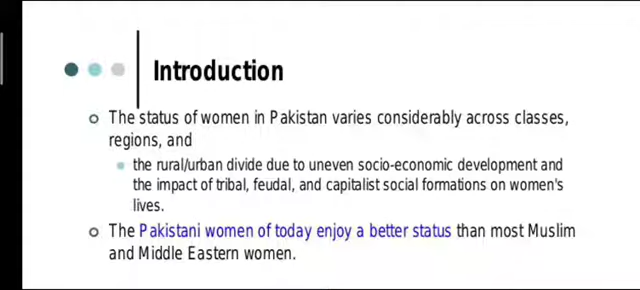 Introduction
The status of women in Pakistan varies considerably across classes,
regions, and
the rural/urban divide due to uneven socio-economic development and
the impact of tribal, feudal, and capitalist social formations on women's
lives.
The Pakistani women of today enjoy a better status than most Muslim
and Middle Eastern women.